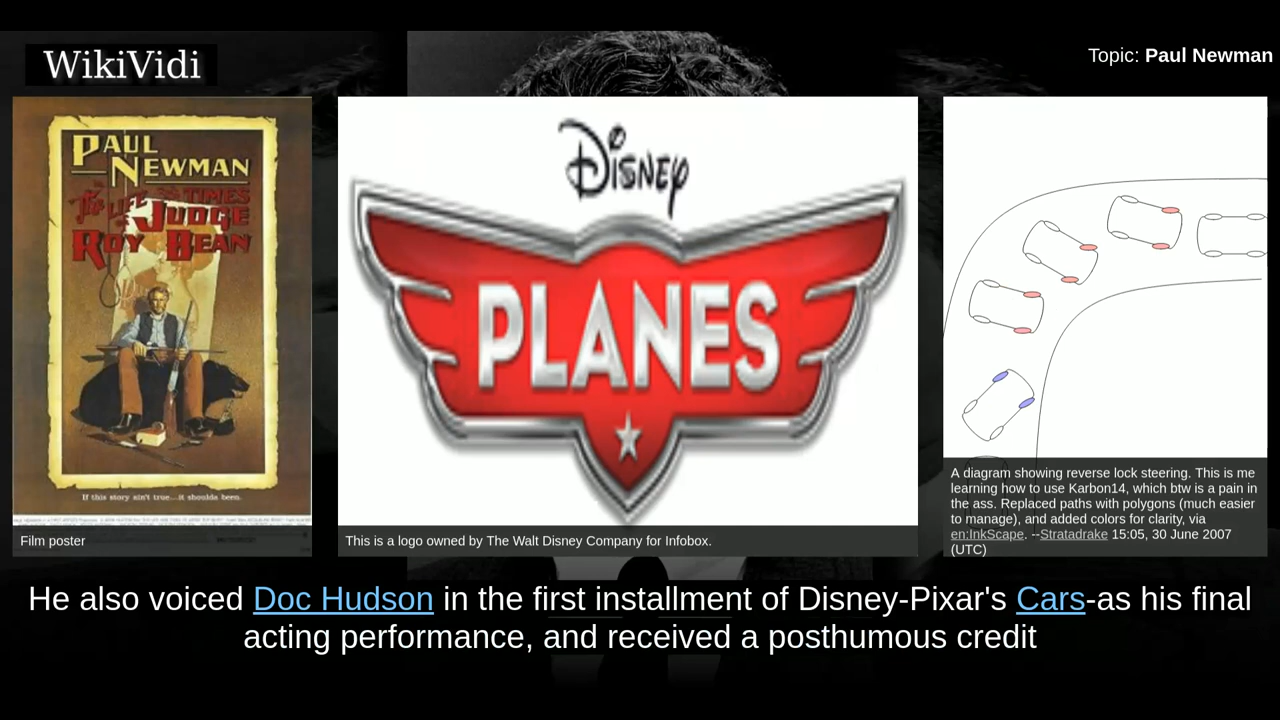 WikiVidi
Topic: Paul Newman
PAUL
NEWMAN
THE LIFE AND TIMES
OF JUDGE
ROY BEAN
If this story ain't true...it shoulda been.
Film poster
Disney
PLANES
This is a logo owned by The Walt Disney Company for Infobox.
A diagram showing reverse lock steering. This is me
learning how to use Karbon14, which btw is a pain in
the ass. Replaced paths with polygons (much easier
to manage), and added colors for clarity, via
en:InkScape. --Stratadrake 15:05, 30 June 2007
(UTC)
He also voiced Doc Hudson in the first installment of Disney-Pixar's Cars-as his final
acting performance, and received a posthumous credit